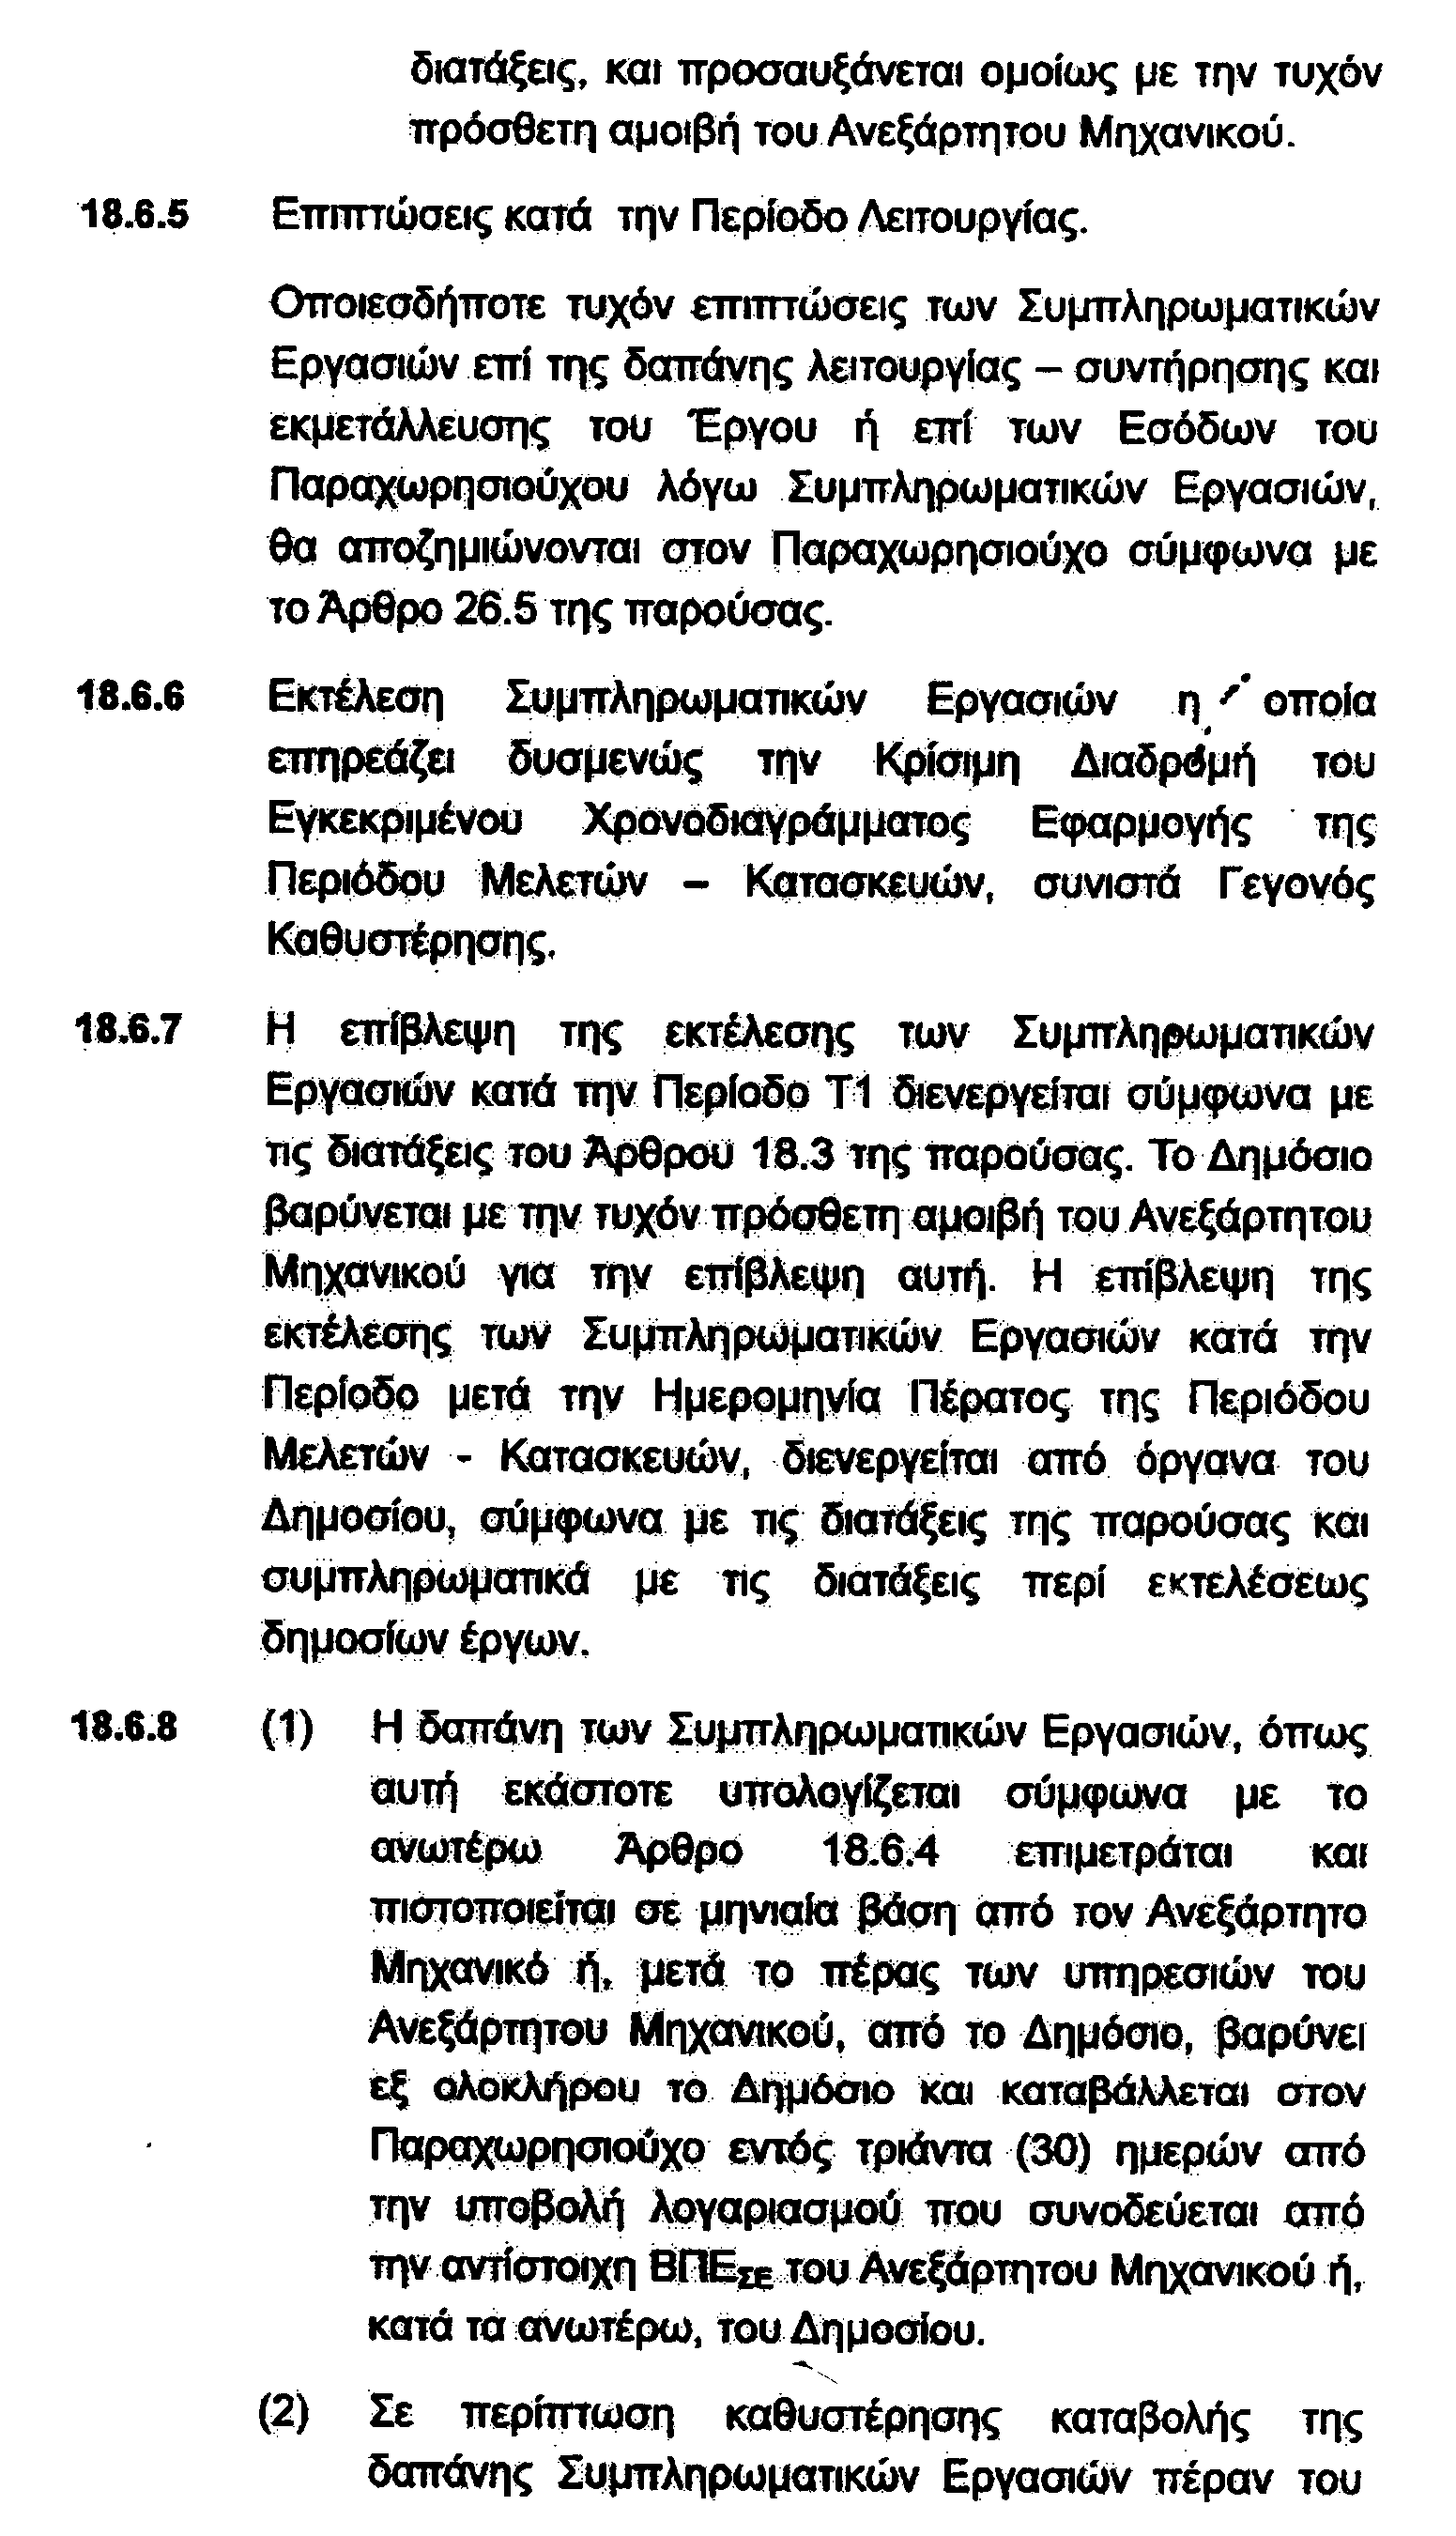 διατάξεις, και προσαυξάνεται ομοίως με την τυχόν
πρόσθετη αμοιβή του Ανεξάρτητου Μηχανικού.
18.6.5 Επιπτώσεις κατά την Περίοδο Λειτουργίας.
Οποιεσδήποτε τυχόν επιπτώσεις των Συμπληρωματικών
Εργασιών επί της δαπάνης λειτουργίας – συντήρησης και
εκμετάλλευσης του Έργου ή επί των Εσόδων του
Παραχωρησιούχου λόγω Συμπληρωματικών Εργασιών,
θα αποζημιώνονται στον Παραχωρησιούχο σύμφωνα με
το Άρθρο 26.5 της παρούσας.
18.6.6 Εκτέλεση Συμπληρωματικών Εργασιών η οποία
επηρεάζει δυσμενώς την Κρίσιμη Διαδρομή του
Εγκεκριμένου Χρονοδιαγράμματος Εφαρμογής της
Περιόδου Μελετών – Κατασκευών, συνιστά Γεγονός
Καθυστέρησης.
18.6.7 Η επίβλεψη της εκτέλεσης των Συμπληρωματικών
Εργασιών κατά την Περίοδο Τ1 διενεργείται σύμφωνα με
τις διατάξεις του Άρθρου 18.3 της παρούσας. Το Δημόσιο
βαρύνεται με την τυχόν πρόσθετη αμοιβή του Ανεξάρτητου
Μηχανικού για την επίβλεψη αυτή. Η επίβλεψη της
εκτέλεσης των Συμπληρωματικών Εργασιών κατά την
Περίοδο μετά την Ημερομηνία Πέρατος της Περιόδου
Μελετών - Κατασκευών, διενεργείται από όργανα του
Δημοσίου, σύμφωνα με τις διατάξεις της παρούσας και
συμπληρωματικά με τις διατάξεις περί εκτελέσεως
δημοσίων έργων.
18.6.8 (1) Η δαπάνη των Συμπληρωματικών Εργασιών, όπως
αυτή εκάστοτε υπολογίζεται σύμφωνα με το
ανωτέρω Άρθρο 18.6.4 επιμετράται και
πιστοποιείται σε μηνιαία βάση από τον Ανεξάρτητο
Μηχανικό ή, μετά το πέρας των υπηρεσιών του
Ανεξάρτητου Μηχανικού, από το Δημόσιο, βαρύνει
εξ ολοκλήρου το Δημόσιο και καταβάλλεται στον
Παραχωρησιούχο εντός τριάντα (30) ημερών από
την υποβολή λογαριασμού που συνοδεύεται από
την αντίστοιχη ΒΠΕΣΕ του Ανεξάρτητου Μηχανικού ή,
κατά τα ανωτέρω, του Δημοσίου.
(2) Σε περίπτωση καθυστέρησης καταβολής της
δαπάνης Συμπληρωματικών Εργασιών πέραν του